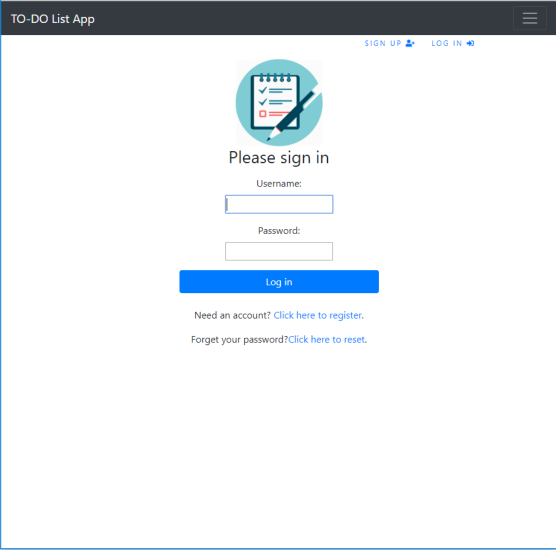 TO-DO List App
SIGN UP LOG IN
Please sign in
Username:
Password:
Log in
Need an account? Click here to register.
Forget your password?Click here to reset.